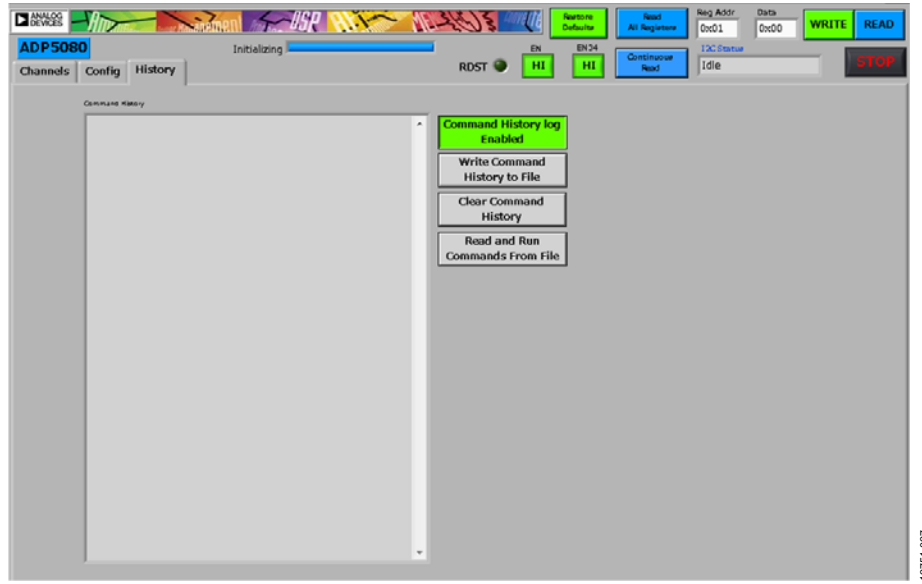 ANALOG
DEVICES
DSP
Restore
Defaults
Read
All Registers
Reg Addr
Data
0x01
0x00
WRITE
READ
ADP5080
Initializing
RDST
EN
HI
EN34
HI
Continuous
Read
I2C Status
Idle
STOP
Channels
Config
History
Command History
Command History log
Enabled
Write Command
History to File
Clear Command
History
Read and Run
Commands From File